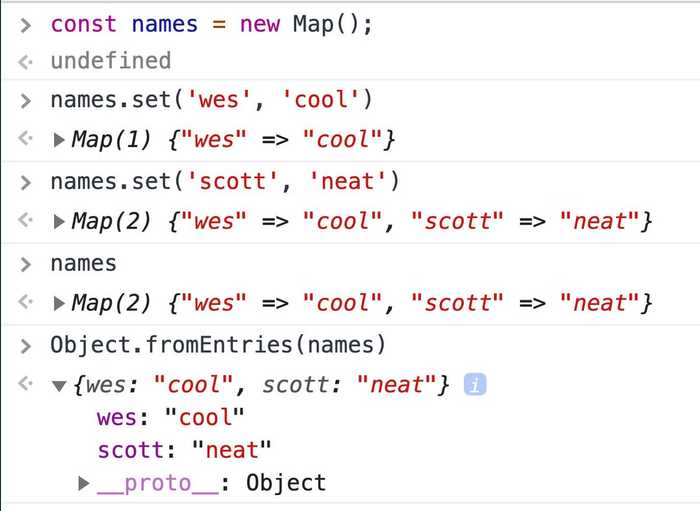 > const names = new Map();
<· undefined
> names.set('wes', 'cool')
<· ▶Map(1) {"wes" => "cool"}
> names.set('scott', 'neat')
<· ▶Map(2) {"wes" => "cool", "scott" => "neat"}
> names
<· ▶Map(2) {"wes" => "cool", "scott" => "neat"}
> Object.fromEntries(names)
<· ▼{wes: "cool", scott: "neat"} i
wes: "cool"
scott: "neat"
▶__proto__: Object